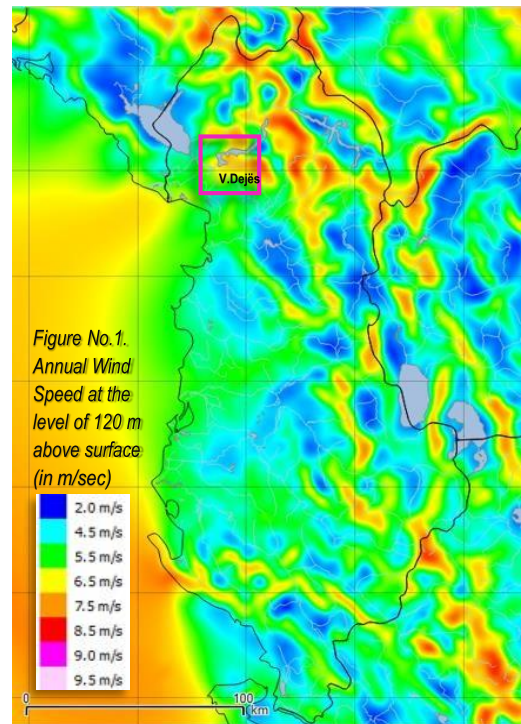 V.Dejës
Figure No.1.
Annual Wind
Speed at the
level of 120 m
above surface
(in m/sec)
2.0 m/s
4.5 m/s
5.5 m/s
6.5 m/s
7.5 m/s
8.5 m/s
9.0 m/s
9.5 m/s
0 100
km